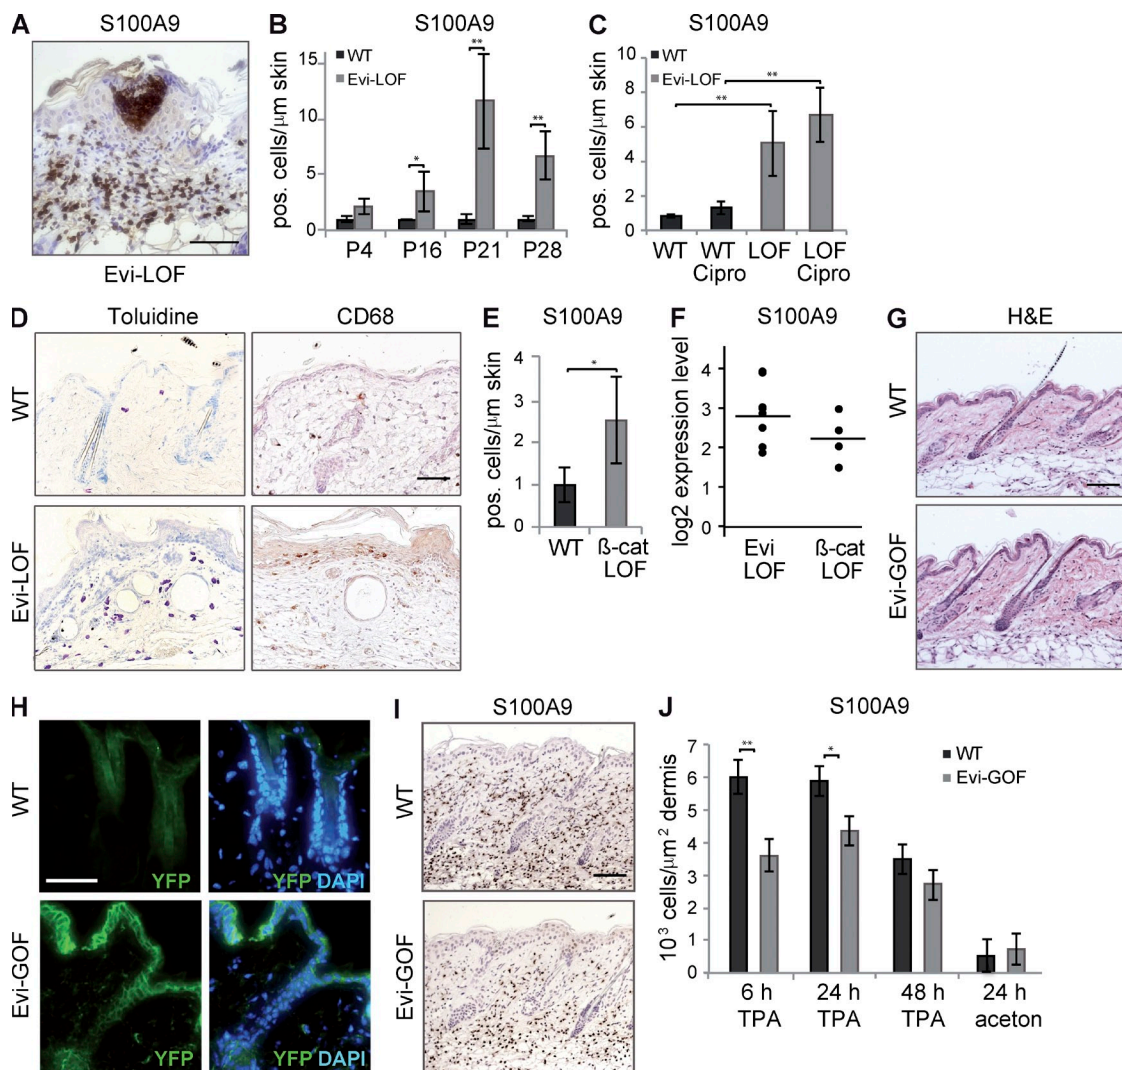 A
S100A9
Evi-LOF
B
S100A9
WT
Evi-LOF
pos. cells/µm skin
15
10
5
0
*
**
**
P4 P16 P21 P28
C
S100A9
WT
Evi-LOF
pos. cells/µm skin
10
8
6
4
2
0
**
**
WT WT LOF LOF
Cipro Cipro
D
Toluidine CD68
WT
Evi-LOF
E
S100A9
pos. cells/µm skin
4
3
2
1
0
*
WT ß-cat
LOF
F
S100A9
log2 expression level
4
3
2
0
Evi ß-cat
LOF LOF
G
H&E
WT
Evi-GOF
H
WT
YFP
YFP DAPI
Evi-GOF
YFP
YFP DAPI
I
S100A9
WT
Evi-GOF
J
S100A9
WT
Evi-GOF
10³ cells/µm² dermis
7
6
5
4
3
2
1
0
**
*
6 h 24 h 48 h 24 h
TPA TPA TPA aceton